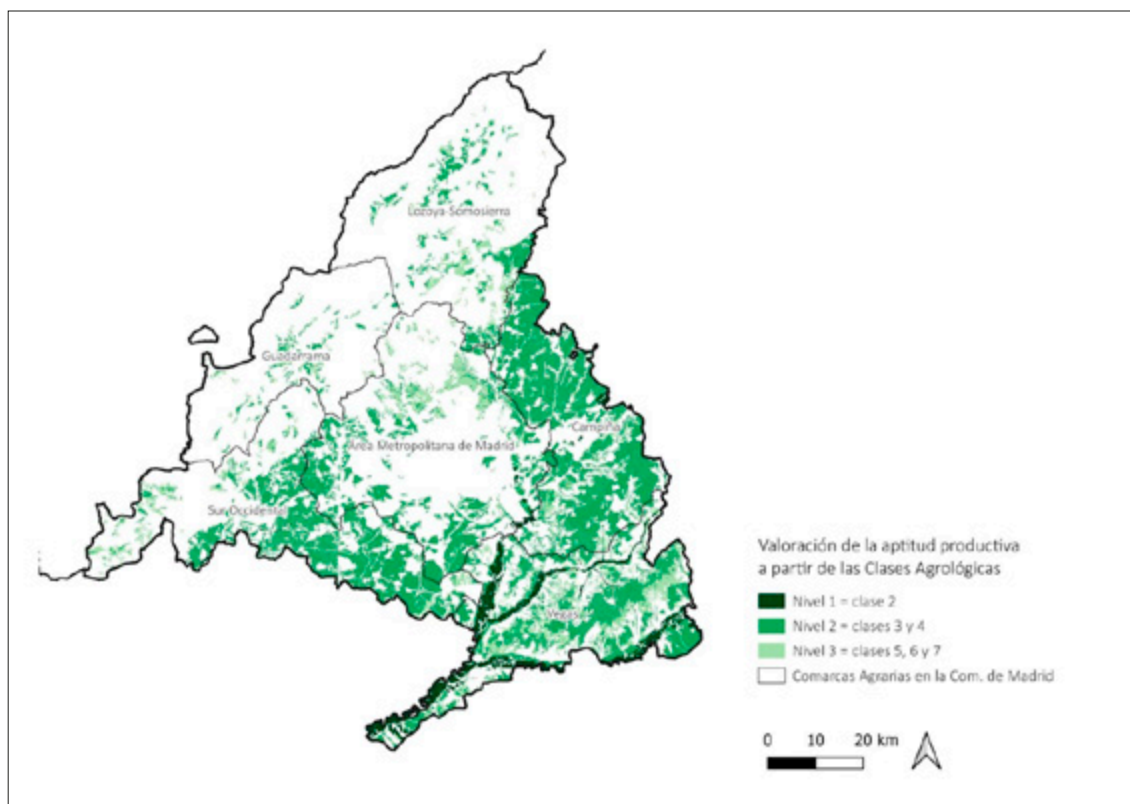 Lozoya-Somosierra
Guadarrama
Campiña
Área Metropolitana de Madrid
Sur Occidental
Vegas
Valoración de la aptitud productiva
a partir de las Clases Agrológicas
Nivel 1 = clase 2
Nivel 2 = clases 3 y 4
Nivel 3 = clases 5, 6 y 7
Comarcas Agrarias en la Com. de Madrid
0 10 20 km